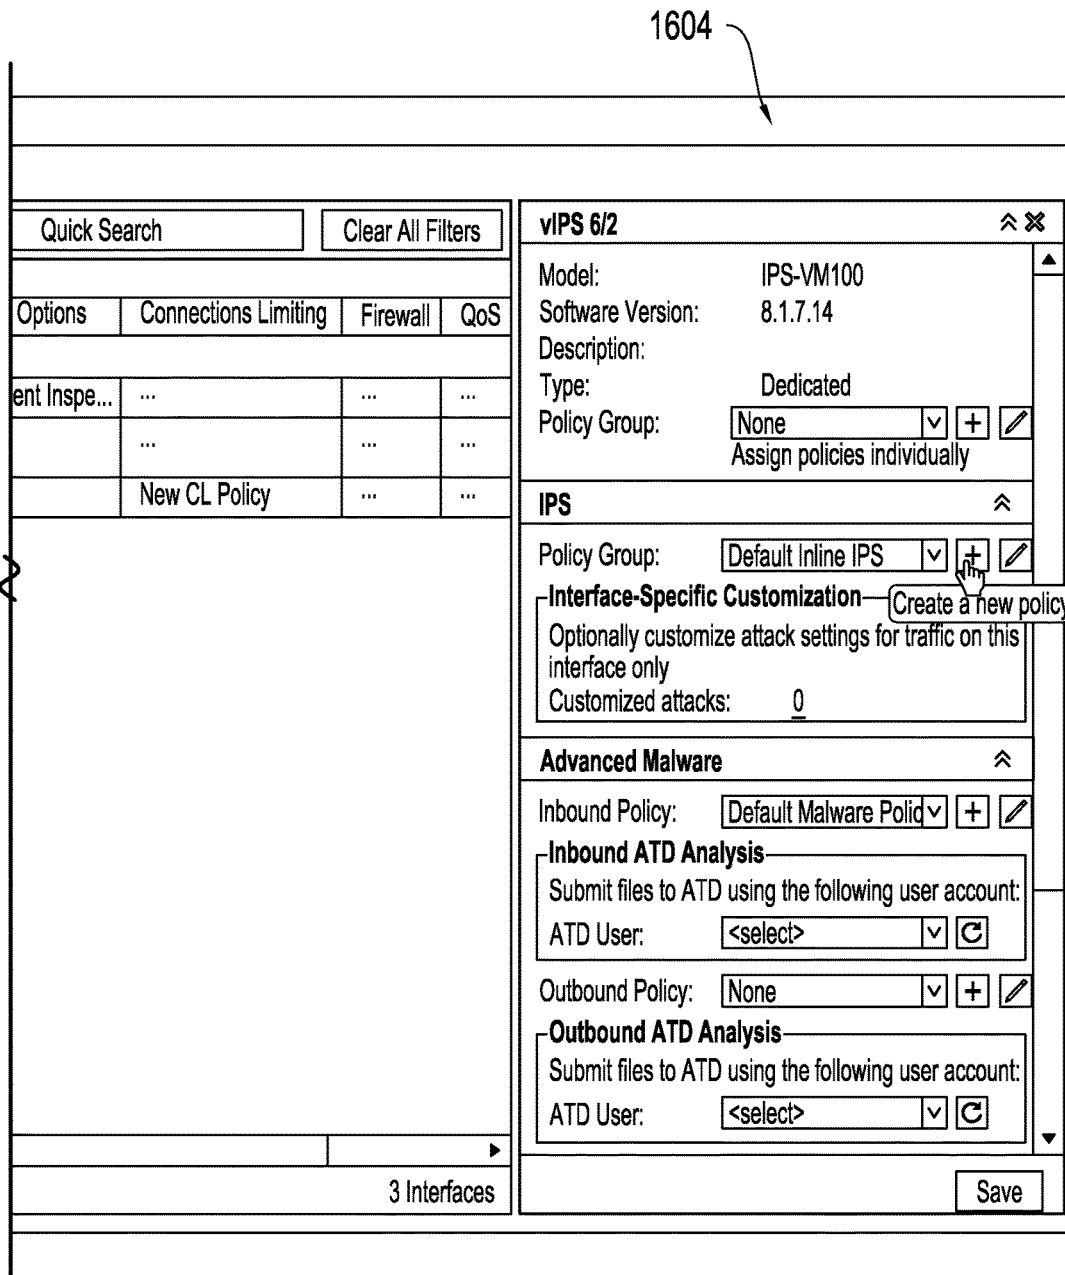 1604
Quick Search
Clear All Filters
Options
Connections Limiting
Firewall
QoS
ent Inspe...
...
...
...
...
...
...
New CL Policy
...
...
3 Interfaces
vIPS 6/2
Model: IPS-VM100
Software Version: 8.1.7.14
Description:
Type: Dedicated
Policy Group: None
Assign policies individually
IPS
Policy Group: Default Inline IPS
Create a new policy
Interface-Specific Customization
Optionally customize attack settings for traffic on this
interface only
Customized attacks: 0
Advanced Malware
Inbound Policy: Default Malware Polic
Inbound ATD Analysis
Submit files to ATD using the following user account:
ATD User: <select>
Outbound Policy: None
Outbound ATD Analysis
Submit files to ATD using the following user account:
ATD User: <select>
Save